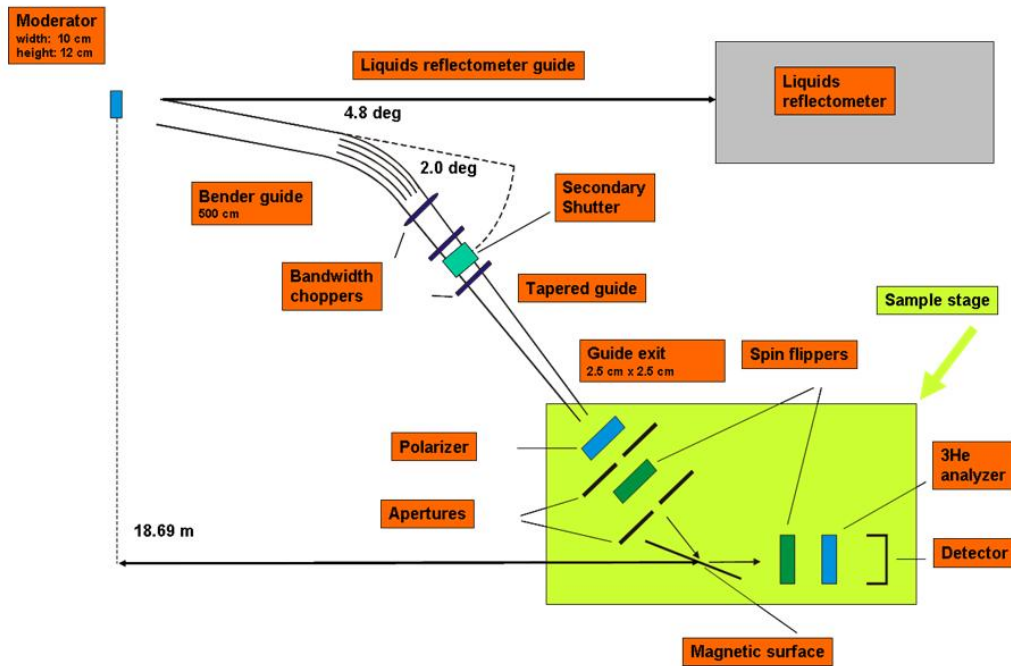 Moderator
width: 10 cm
height: 12 cm
Liquids reflectometer guide
Liquids
reflectometer
4.8 deg
2.0 deg
Bender guide
500 cm
Secondary
Shutter
Bandwidth
choppers
Tapered guide
Sample stage
Guide exit
2.5 cm x 2.5 cm
Spin flippers
Polarizer
3He
analyzer
Apertures
18.69 m
Detector
Magnetic surface